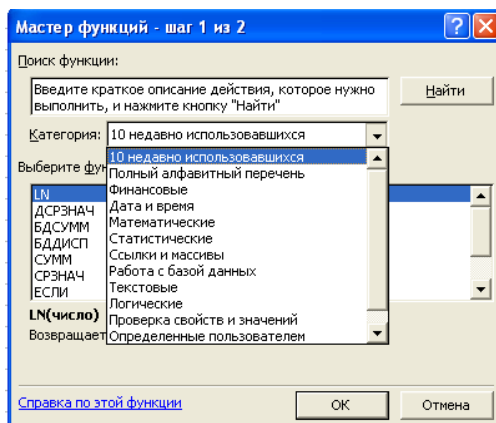 Мастер функций - шаг 1 из 2
Поиск функции:
Введите краткое описание действия, которое нужно
выполнить, и нажмите кнопку "Найти"
Найти
Категория: 10 недавно использовавшихся
10 недавно использовавшихся
Полный алфавитный перечень
Финансовые
Дата и время
Математические
Статистические
Ссылки и массивы
Работа с базой данных
Текстовые
Логические
Проверка свойств и значений
Определенные пользователем
Выберите
LN
ДСРЗНАЧ
БДСУММ
БДДИСП
СУММ
СРЗНАЧ
ЕСЛИ
LN(число)
Возвращает
Справка по этой функции
ОК
Отмена